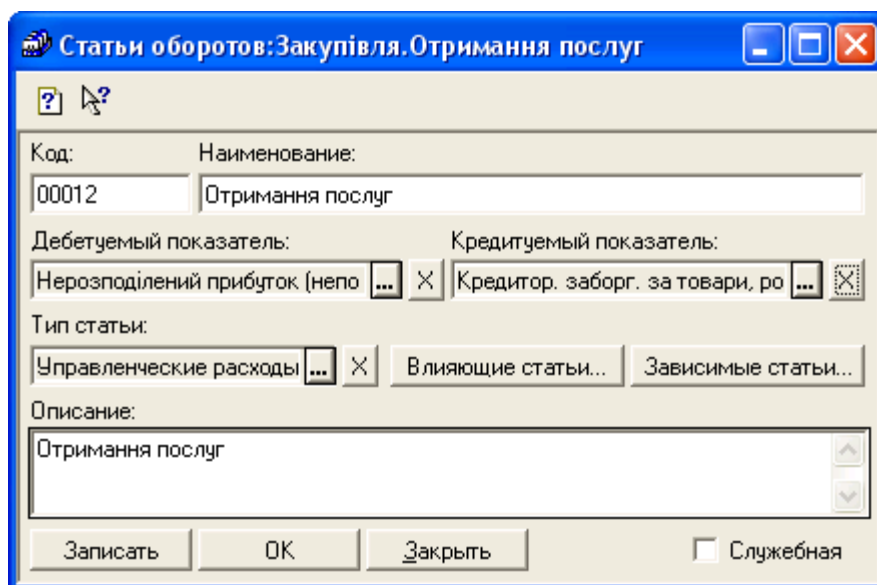 Статьи оборотов:Закупівля.Отримання послуг
Код: Наименование:
00012 Отримання послуг
Дебетуемый показатель: Кредитуемый показатель:
Нерозподілений прибуток (непо ... X Кредитор. заборг. за товари, ро ... X
Тип статьи:
Управленческие расходы ... X Влияющие статьи... Зависимые статьи...
Описание:
Отримання послуг
Записать OK Закрыть Служебная